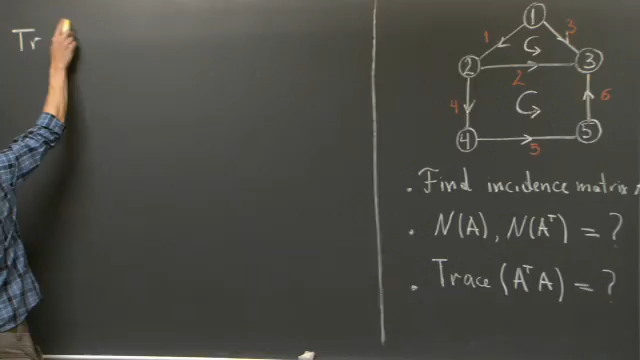 Tr
1
1
3
2
2
3
4
6
4
5
5
. Find incidence matrix A
. N(A), N(Aᵀ) = ?
. Trace (AᵀA) = ?